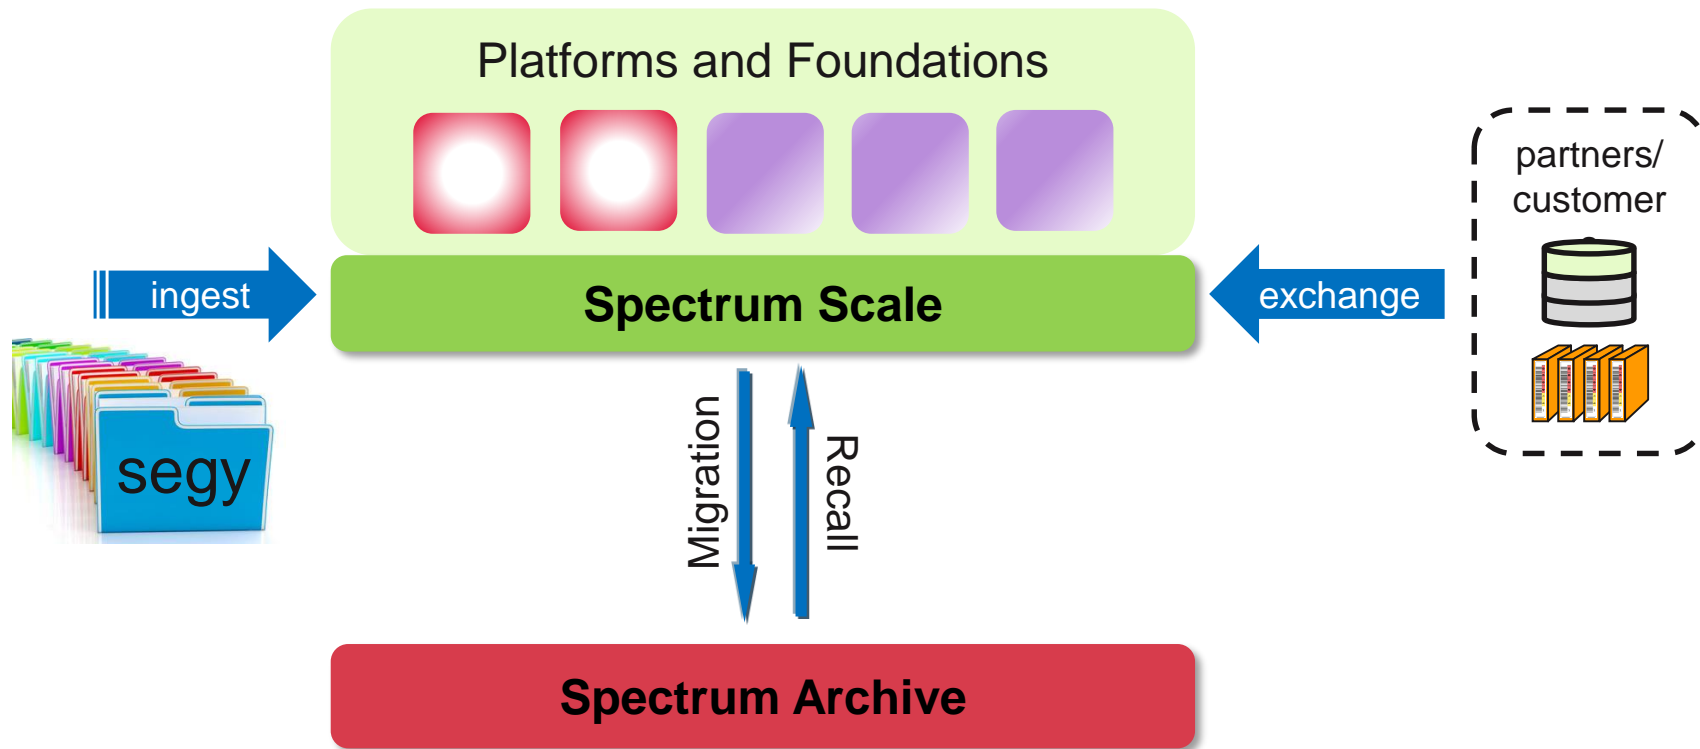 Platforms and Foundations
partners/
customer
ingest
Spectrum Scale
exchange
segy
Migration
Recall
Spectrum Archive